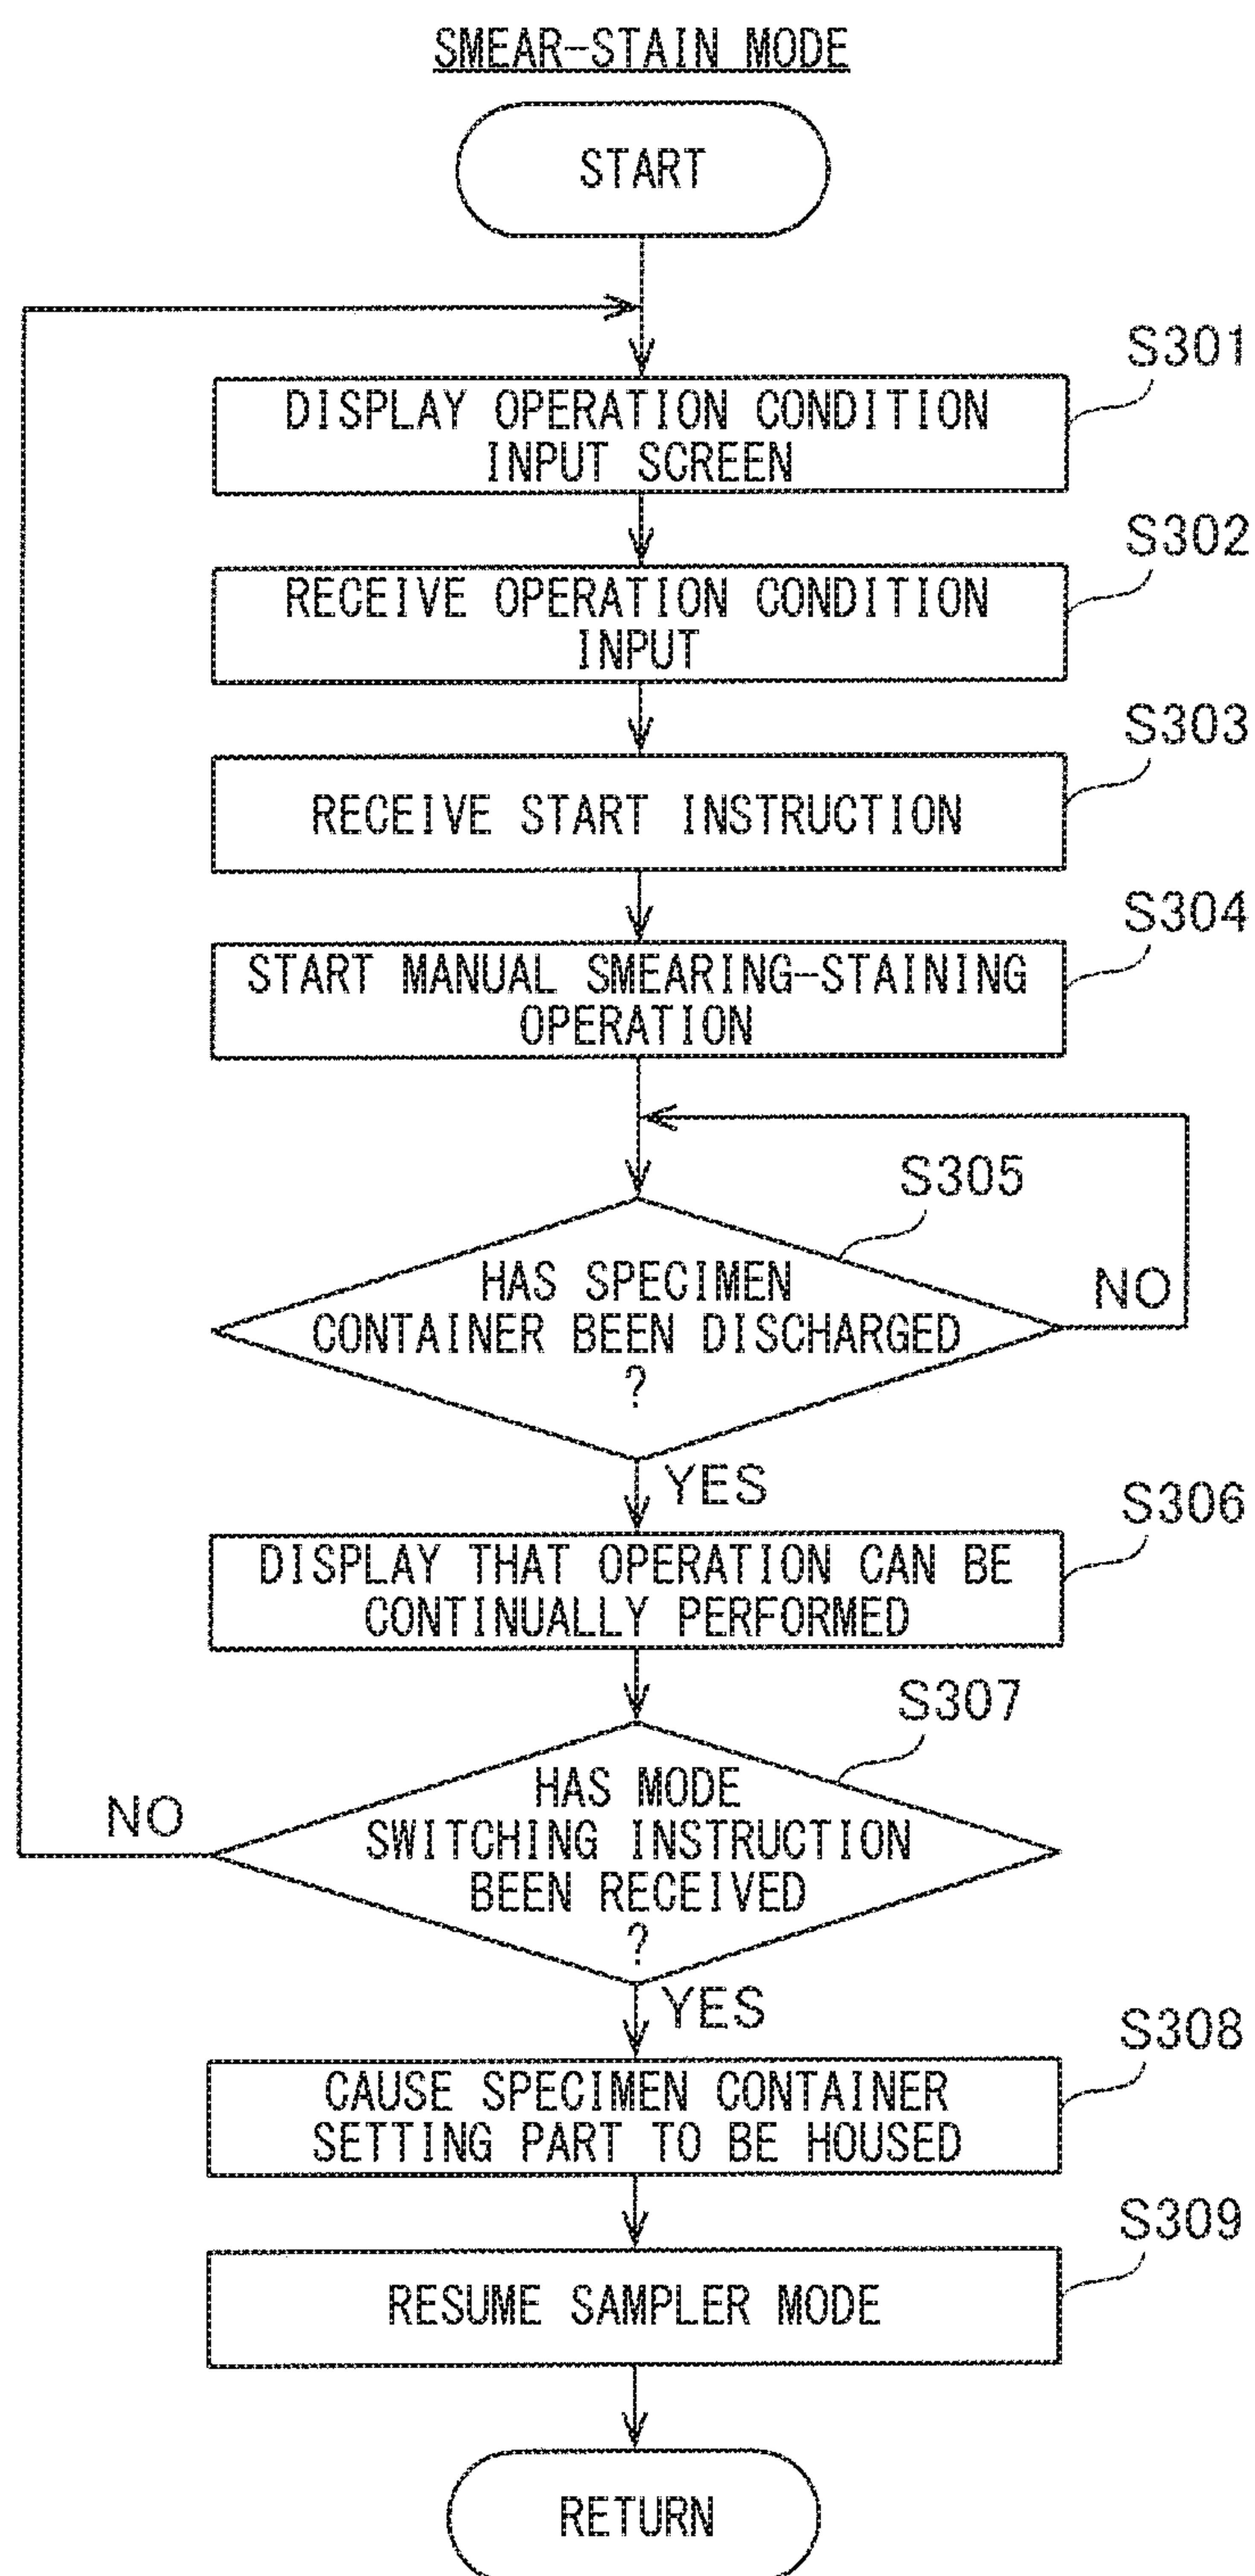 SMEAR-STAIN MODE
START
S301
DISPLAY OPERATION CONDITION
INPUT SCREEN
S302
RECEIVE OPERATION CONDITION
INPUT
S303
RECEIVE START INSTRUCTION
S304
START MANUAL SMEARING-STAINING
OPERATION
S305
HAS SPECIMEN
CONTAINER BEEN DISCHARGED
?
NO
YES
S306
DISPLAY THAT OPERATION CAN BE
CONTINUALLY PERFORMED
S307
HAS MODE
SWITCHING INSTRUCTION
BEEN RECEIVED
?
NO
YES
S308
CAUSE SPECIMEN CONTAINER
SETTING PART TO BE HOUSED
S309
RESUME SAMPLER MODE
RETURN